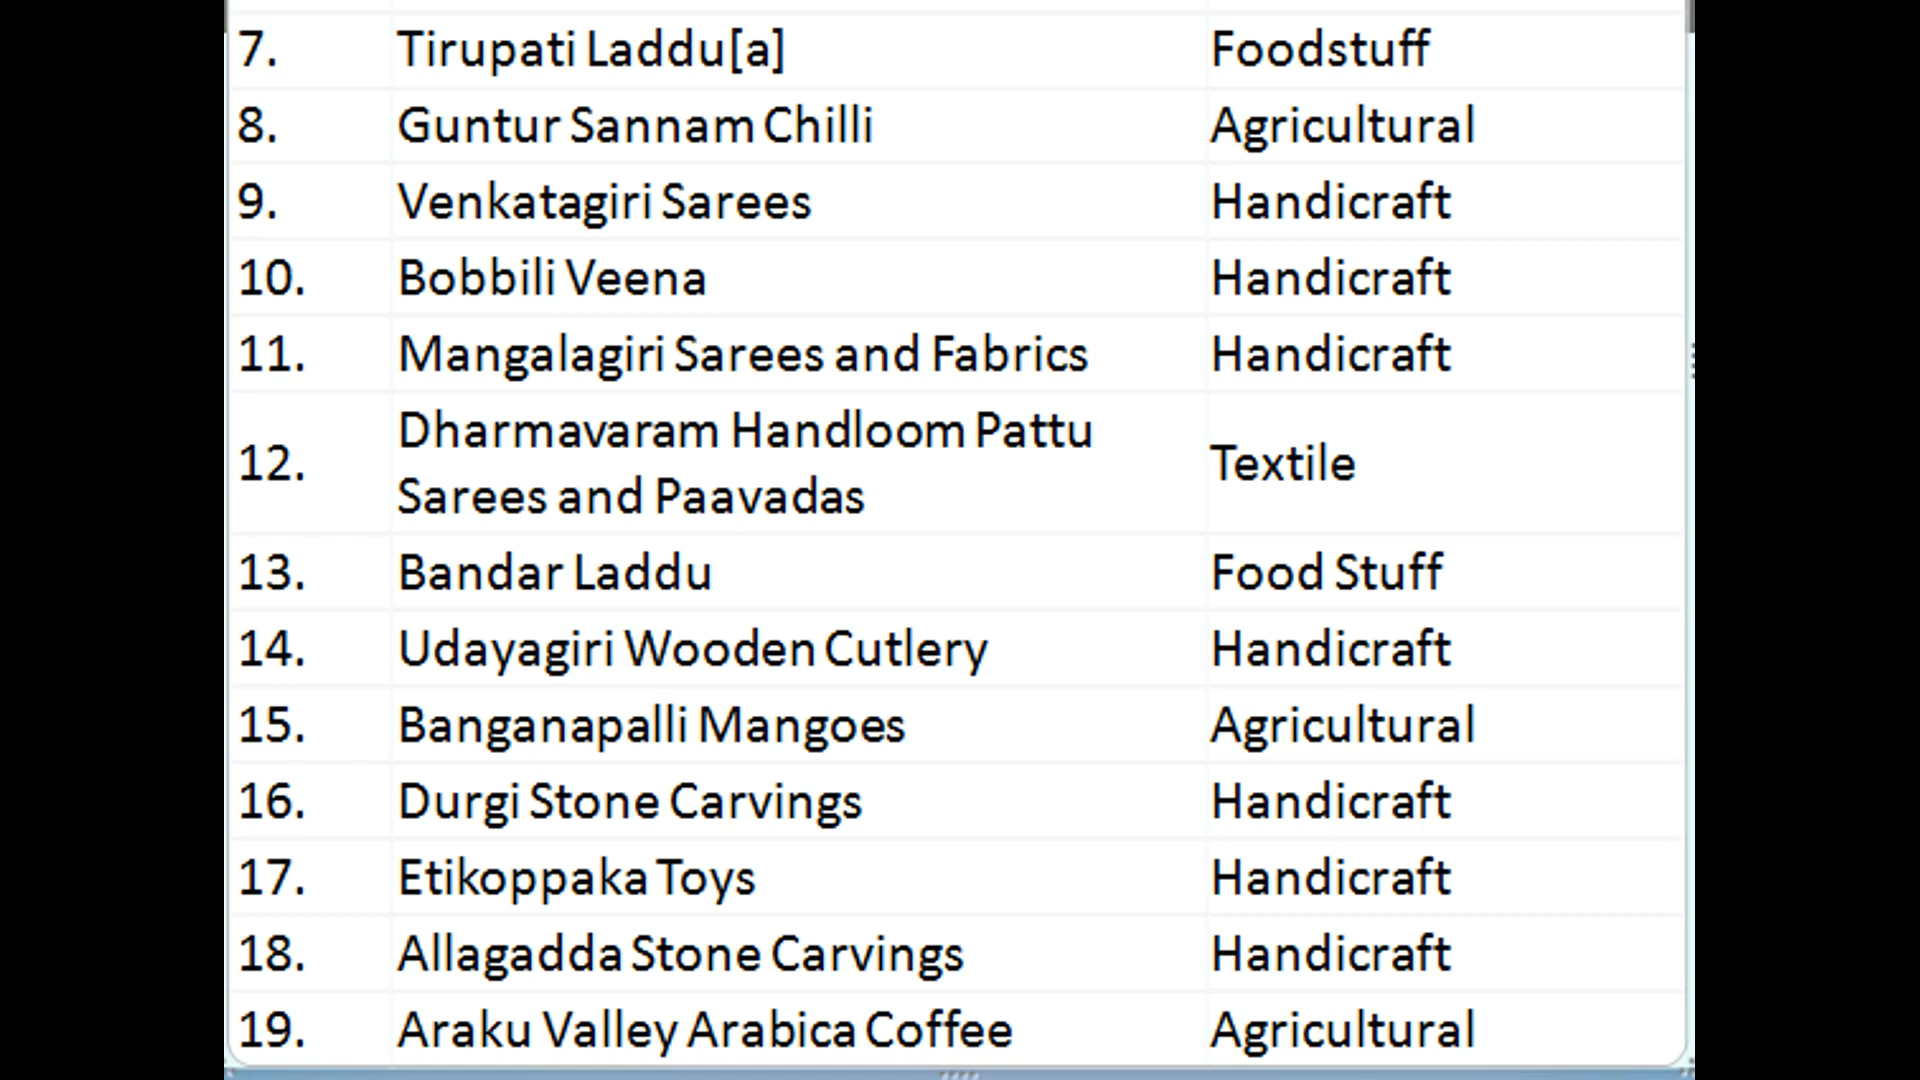 7. Tirupati Laddu[a] Foodstuff
8. Guntur Sannam Chilli Agricultural
9. Venkatagiri Sarees Handicraft
10. Bobbili Veena Handicraft
11. Mangalagiri Sarees and Fabrics Handicraft
12. Dharmavaram Handloom Pattu
Sarees and Paavadas Textile
13. Bandar Laddu Food Stuff
14. Udayagiri Wooden Cutlery Handicraft
15. Banganapalli Mangoes Agricultural
16. Durgi Stone Carvings Handicraft
17. Etikoppaka Toys Handicraft
18. Allagadda Stone Carvings Handicraft
19. Araku Valley Arabica Coffee Agricultural